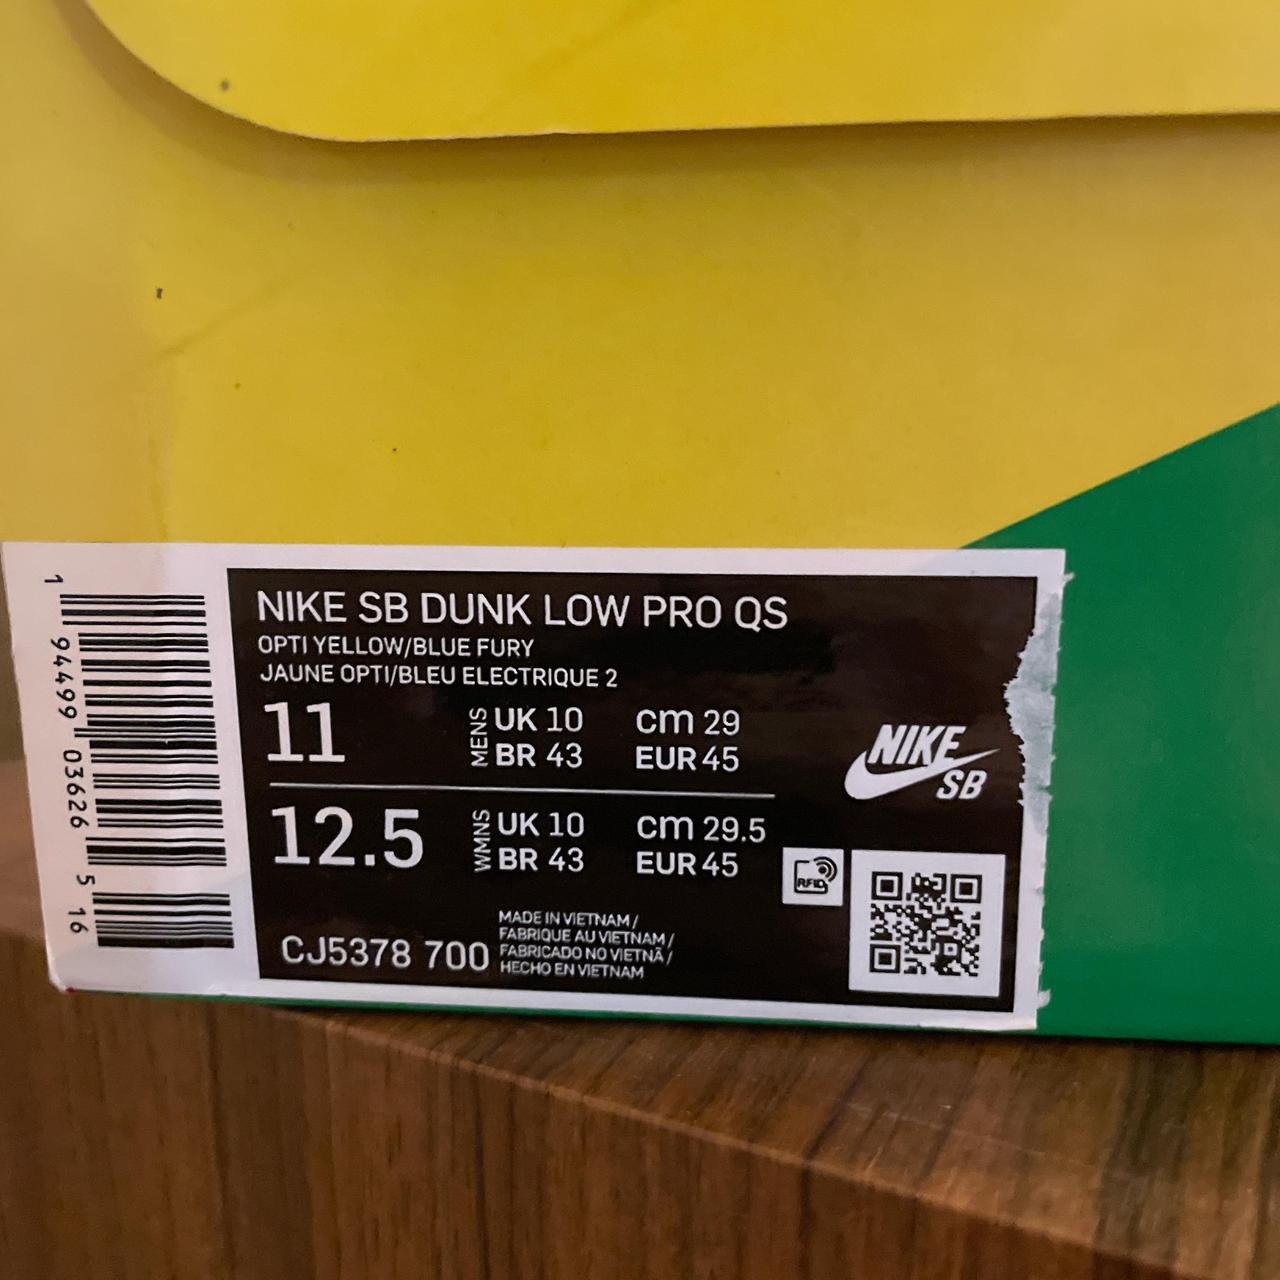 1 94499 03626 5 16
NIKE SB DUNK LOW PRO QS
OPTI YELLOW/BLUE FURY
JAUNE OPTI/BLEU ELECTRIQUE 2
11 MENS UK 10 cm 29
BR 43 EUR 45
12.5 WMNS UK 10 cm 29.5
BR 43 EUR 45
NIKE
SB
RFID
CJ5378 700
MADE IN VIETNAM /
FABRIQUE AU VIETNAM /
FABRICADO NO VIETNÃ /
HECHO EN VIETNAM